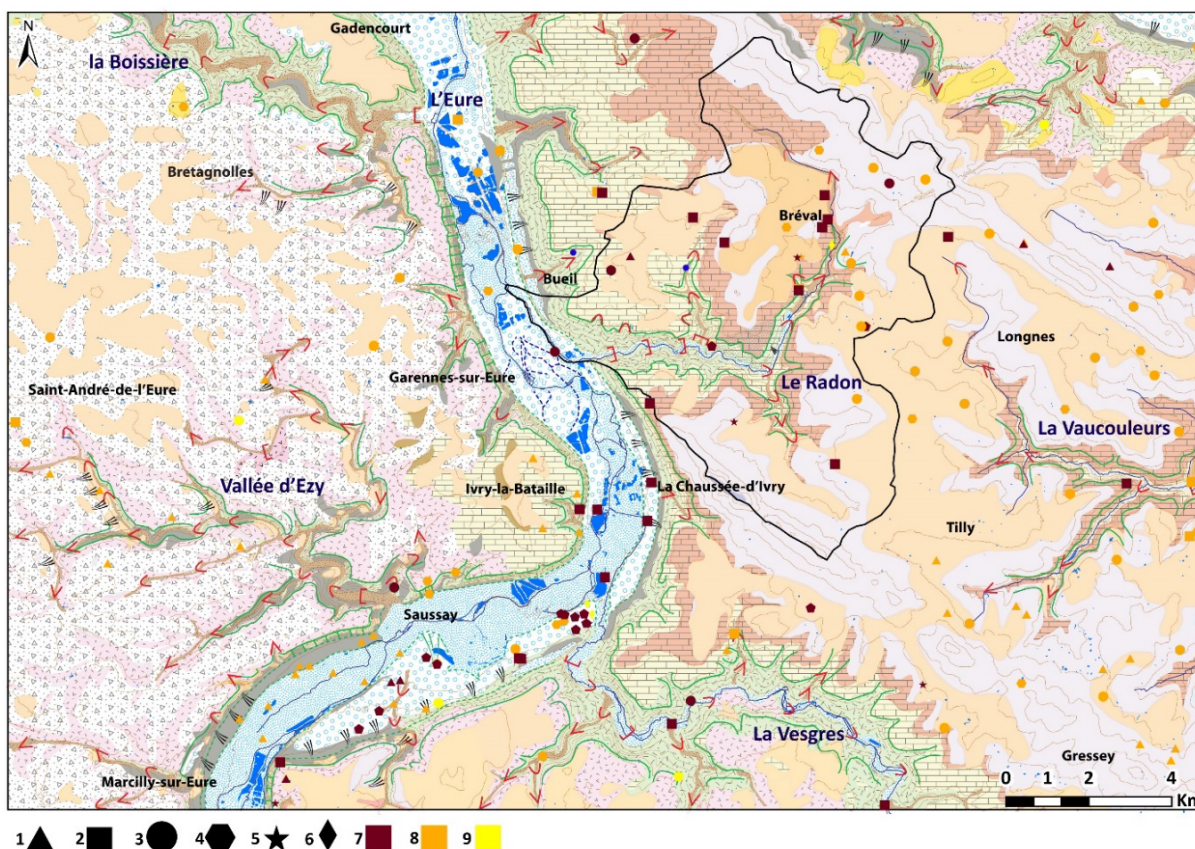 N
Gadencourt
la Boissière
L'Eure
Bretagnolles
Bréval
Bueil
Longnes
Garennes-sur-Eure
Saint-André-de-l'Eure
Le Radon
La Vaucouleurs
Vallée d'Ezy
Ivry-la-Bataille
La Chaussée-d'Ivry
Tilly
Saussay
La Vesgres
Gressey
Marcilly-sur-Eure
0 1 2 4
Km
1 2 3 4 5 6 7 8 9